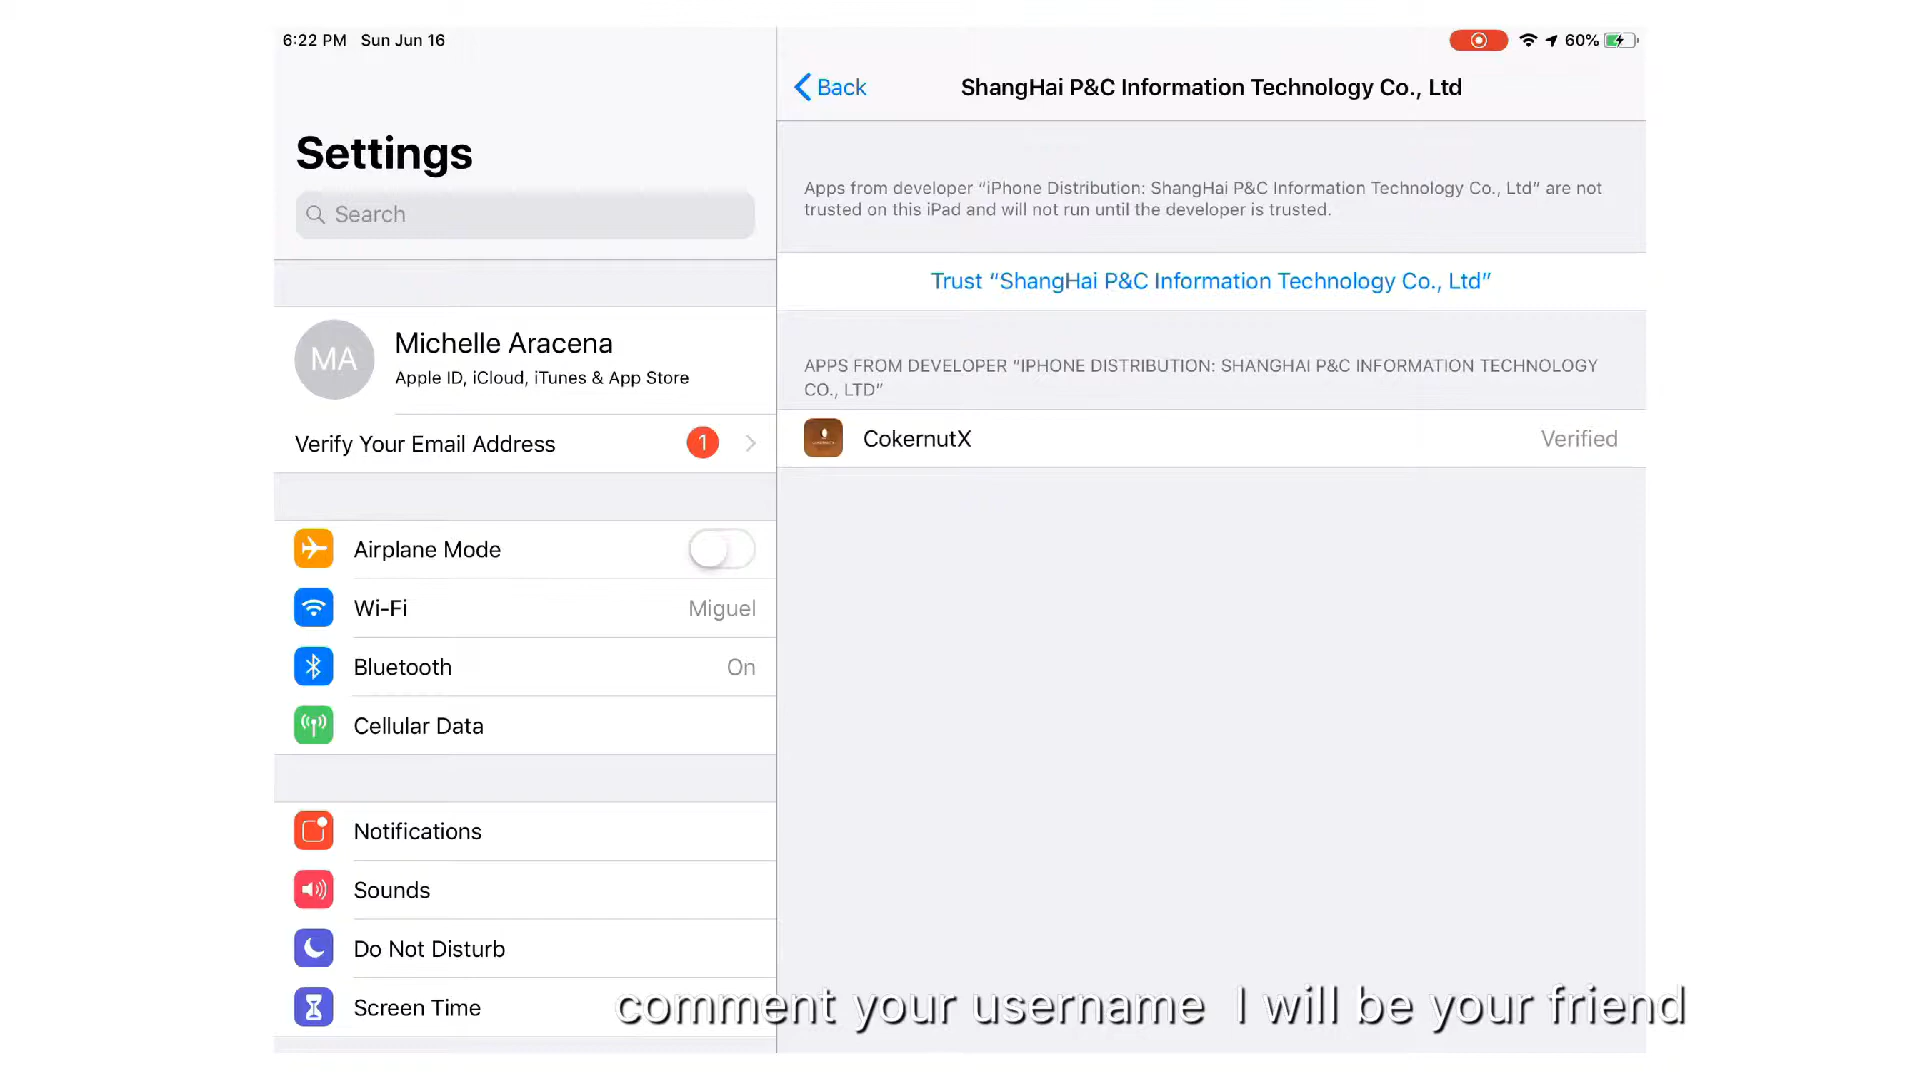 6:22 PM Sun Jun 16
60%
Settings
Search
MA
Michelle Aracena
Apple ID, iCloud, iTunes & App Store
Verify Your Email Address
1
Airplane Mode
Wi-Fi
Miguel
Bluetooth
On
Cellular Data
Notifications
Sounds
Do Not Disturb
Screen Time
Back
ShangHai P&C Information Technology Co., Ltd
Apps from developer “iPhone Distribution: ShangHai P&C Information Technology Co., Ltd” are not
trusted on this iPad and will not run until the developer is trusted.
Trust “ShangHai P&C Information Technology Co., Ltd”
APPS FROM DEVELOPER “IPHONE DISTRIBUTION: SHANGHAI P&C INFORMATION TECHNOLOGY
CO., LTD”
CokernutX
Verified
comment your username I will be your friend